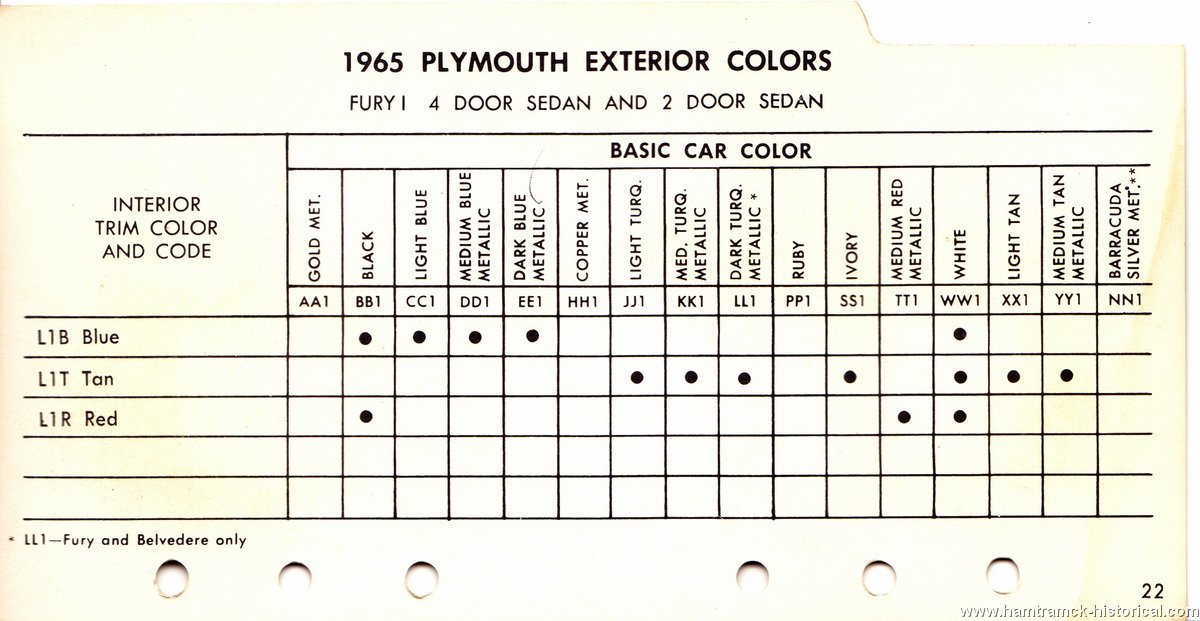 1965 PLYMOUTH EXTERIOR COLORS
FURY I 4 DOOR SEDAN AND 2 DOOR SEDAN
INTERIOR
TRIM COLOR
AND CODE
BASIC CAR COLOR
GOLD MET.
BLACK
LIGHT BLUE
MEDIUM BLUE
METALLIC
DARK BLUE
METALLIC
COPPER MET.
LIGHT TURQ.
MED. TURQ.
METALLIC
DARK TURQ.
METALLIC *
RUBY
IVORY
MEDIUM RED
METALLIC
WHITE
LIGHT TAN
MEDIUM TAN
METALLIC
BARRACUDA
SILVER MET.**
AA1 BB1 CC1 DD1 EE1 HH1 JJ1 KK1 LL1 PP1 SS1 TT1 WW1 XX1 YY1 NN1
L1B Blue ● ● ● ● ●
L1T Tan ● ● ● ● ● ● ●
L1R Red ● ● ●
* LL1—Fury and Belvedere only
22
www.hamtramck-historical.com